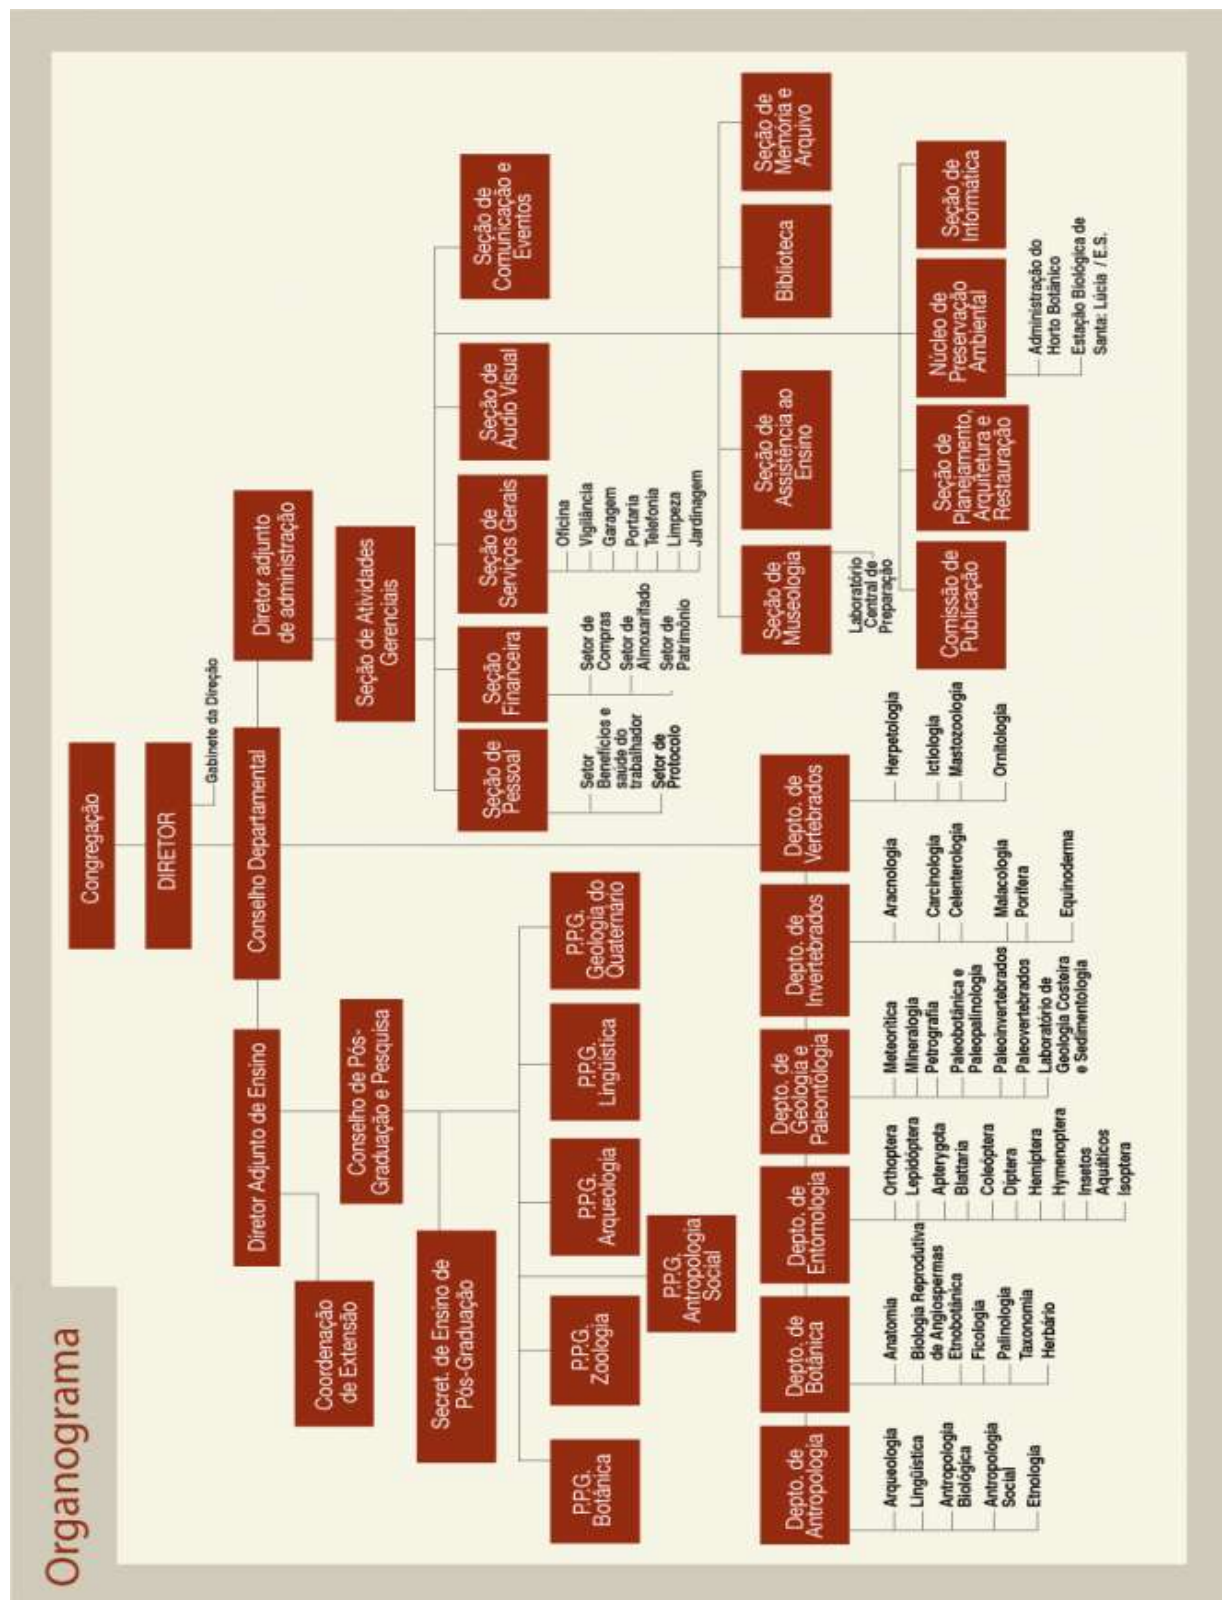 Organograma
Congregação
DIRETOR
Gabinete da Direção
Conselho Departamental
Diretor Adjunto de Ensino
Diretor adjunto
de administração
Coordenação
de Extensão
Conselho de Pós-
Graduação e Pesquisa
Secret. de Ensino de
Pós-Graduação
P.P.G.
Botânica
P.P.G.
Zoologia
P.P.G.
Antropologia
Social
P.P.G.
Arqueologia
P.P.G.
Lingüística
P.P.G.
Geologia do
Quaternário
Seção de Atividades
Gerenciais
Seção de
Pessoal
Setor
Benefícios e
saúde do
trabalhador
Setor de
Protocolo
Seção
Financeira
Setor de
Compras
Setor de
Almoxarifado
Setor de
Patrimônio
Seção de
Serviços Gerais
Oficina
Vigilância
Garagem
Portaria
Telefonia
Limpeza
Jardinagem
Seção de
Áudio Visual
Seção de
Comunicação e
Eventos
Seção de
Museologia
Laboratório
Central de
Preparação
Seção de
Assistência ao
Ensino
Biblioteca
Seção de
Memória e
Arquivo
Comissão de
Publicação
Seção de
Planejamento,
Arquitetura e
Restauração
Núcleo de
Preservação
Ambiental
Administração do
Horto Botânico
Estação Biológica de
Santa: Lúcia / E.S.
Seção de
Informática
Depto. de
Antropologia
Arqueologia
Lingüística
Antropologia
Biológica
Antropologia
Social
Etnologia
Depto. de
Botânica
Anatomia
Biologia Reprodutiva
de Angiospermas
Etnobotânica
Ficologia
Palinologia
Taxonomia
Herbário
Depto. de
Entomologia
Orthoptera
Lepidóptera
Apterygota
Blattaria
Coleóptera
Diptera
Hemiptera
Hymenoptera
Insetos
Aquáticos
Isoptera
Depto. de
Geologia e
Paleontologia
Meteorítica
Mineralogia
Petrografia
Paleobotânica e
Paleopalinologia
Paleoinvertebrados
Paleovertebrados
Laboratório de
Geologia Costeira
e Sedimentologia
Depto. de
Invertebrados
Aracnologia
Carcinologia
Celenterologia
Malacologia
Porífera
Equinoderma
Depto. de
Vertebrados
Herpetologia
Ictiologia
Mastozoologia
Ornitologia